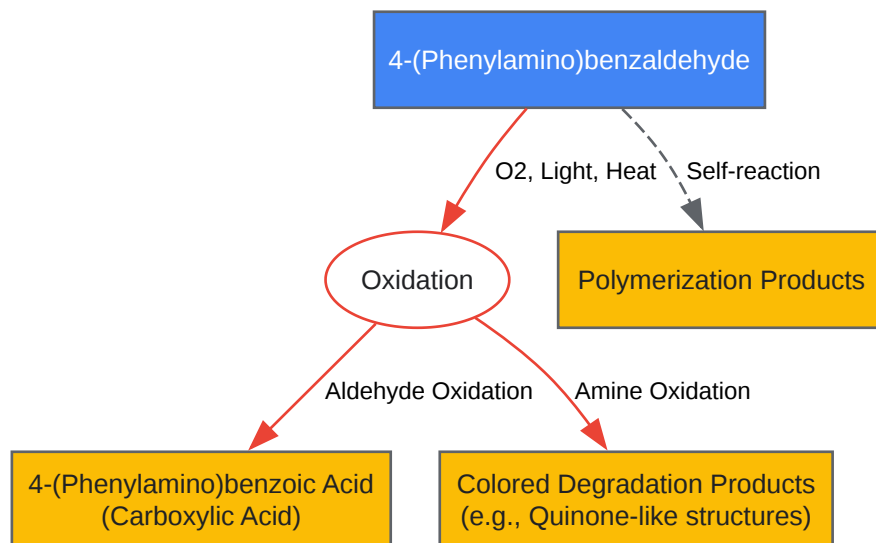 4-(Phenylamino)benzaldehyde
O2, Light, Heat
Self-reaction
Oxidation
Polymerization Products
Aldehyde Oxidation
Amine Oxidation
4-(Phenylamino)benzoic Acid
(Carboxylic Acid)
Colored Degradation Products
(e.g., Quinone-like structures)